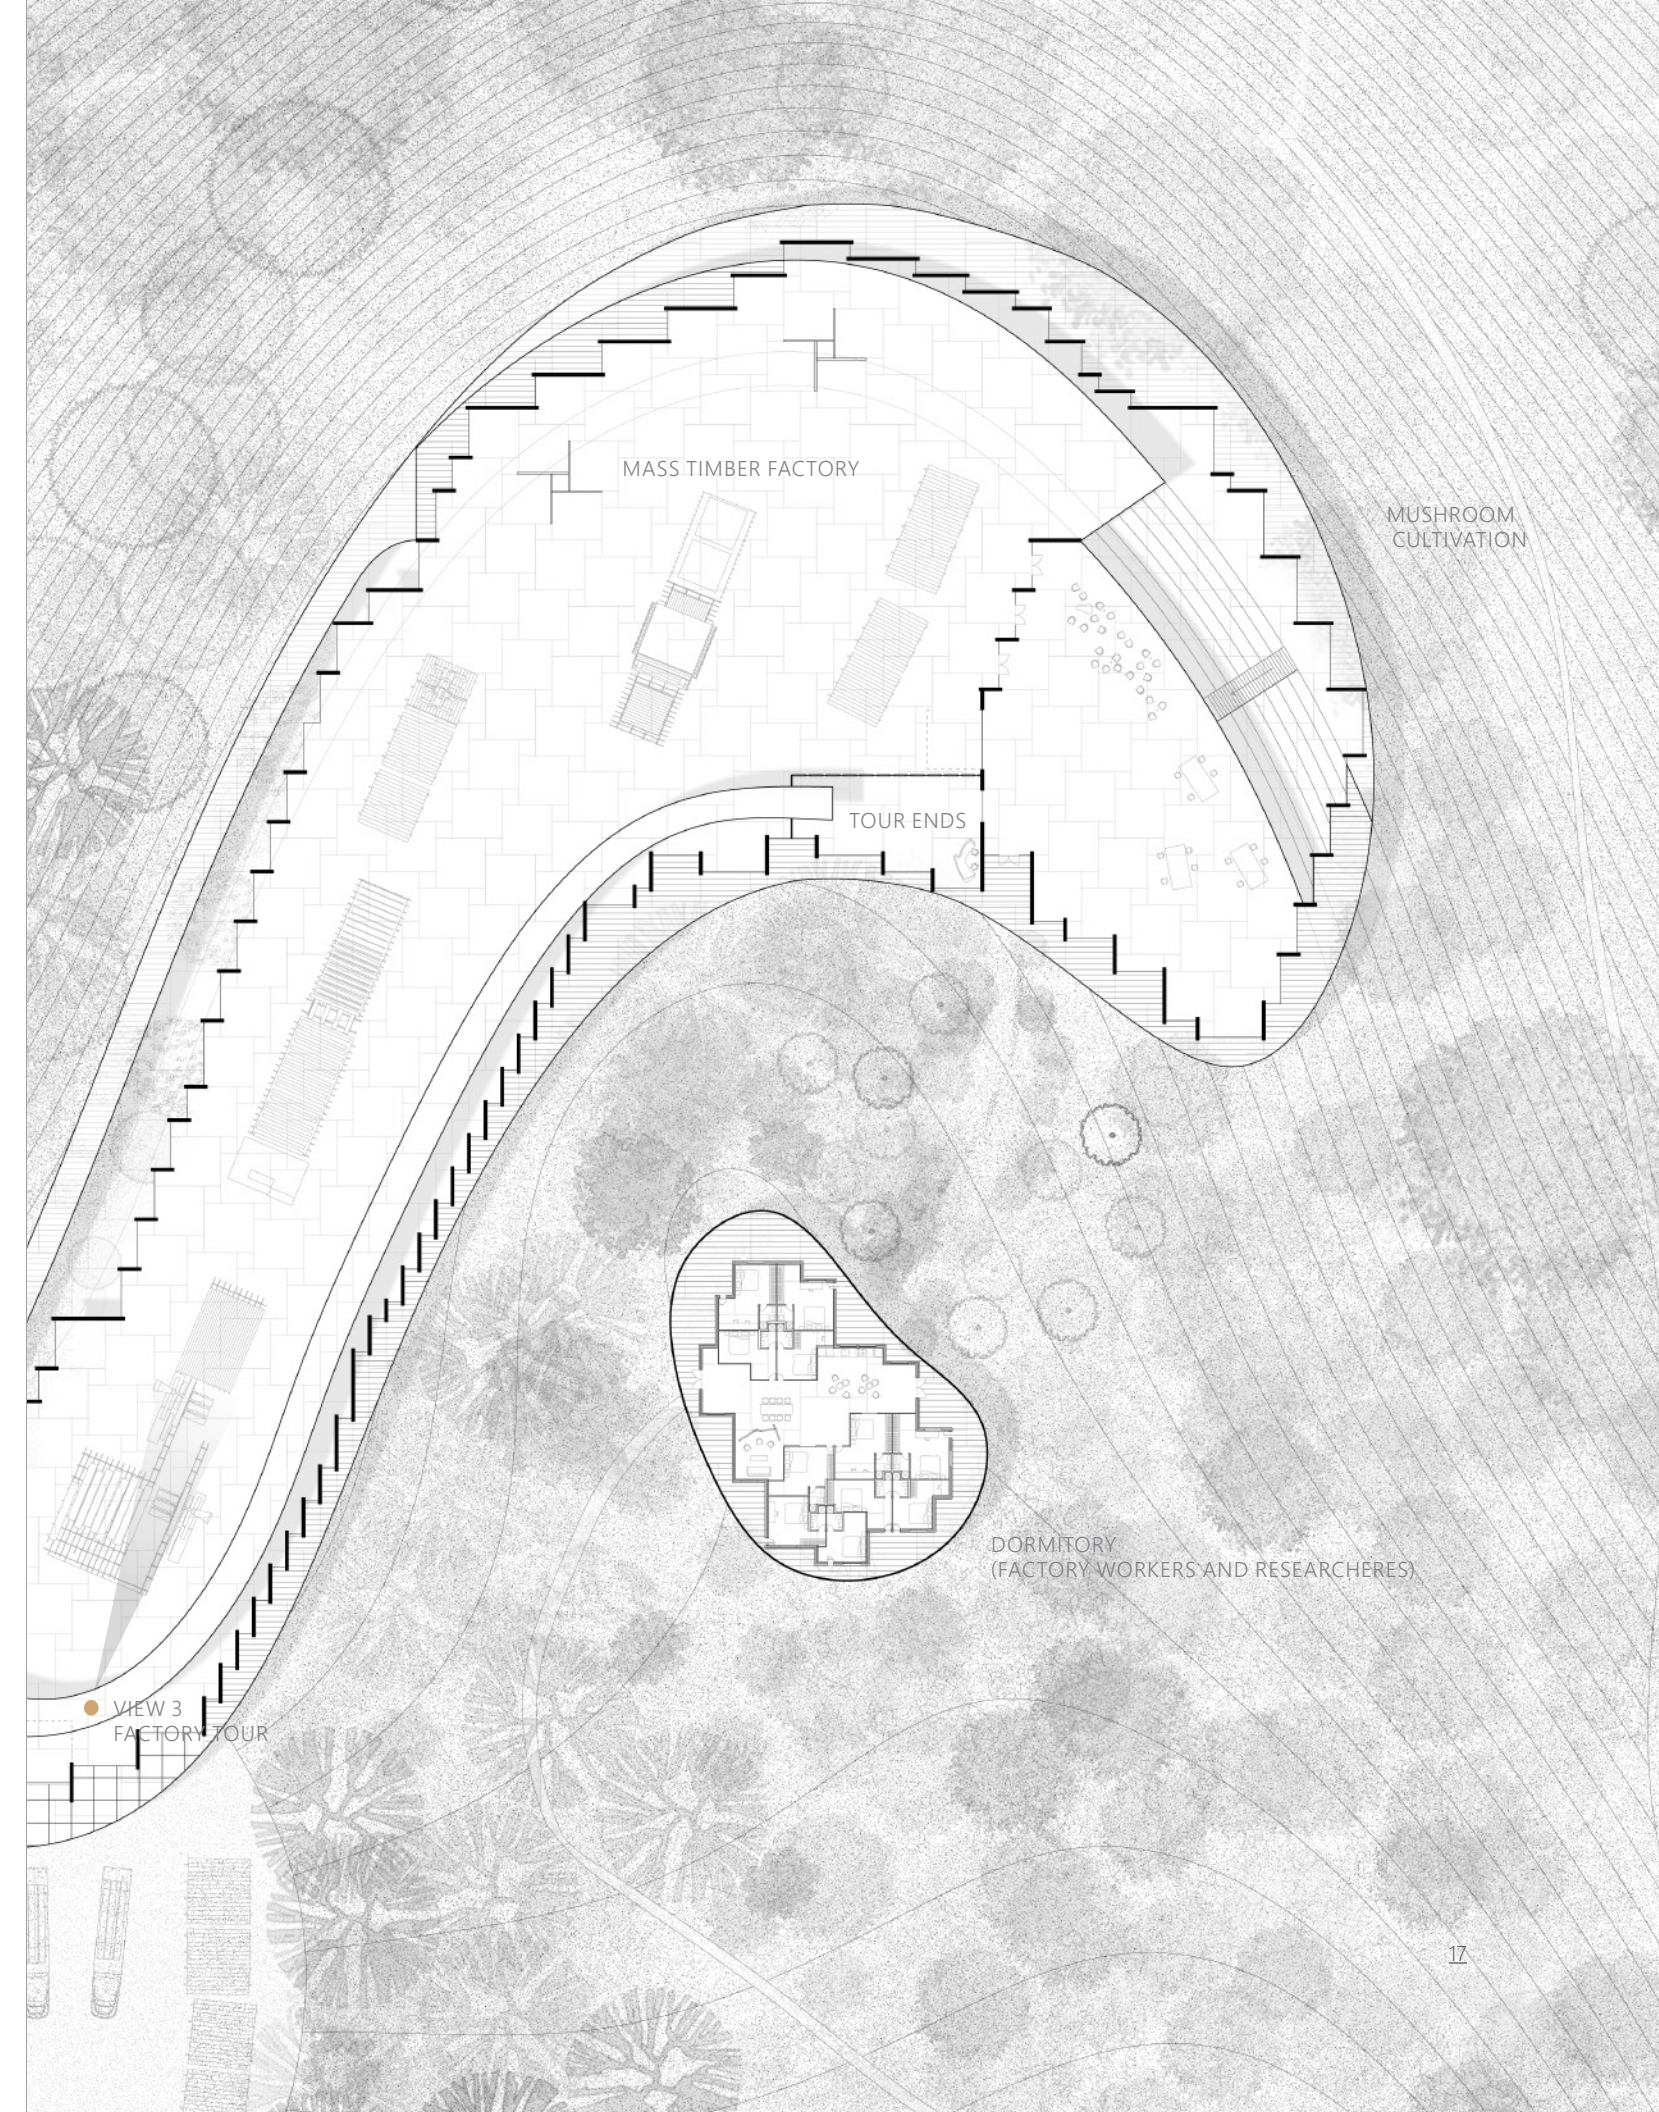 MASS TIMBER FACTORY
MUSHROOM
CULTIVATION
TOUR ENDS
DORMITORY
(FACTORY WORKERS AND RESEARCHERES)
VIEW 3
FACTORY TOUR
17